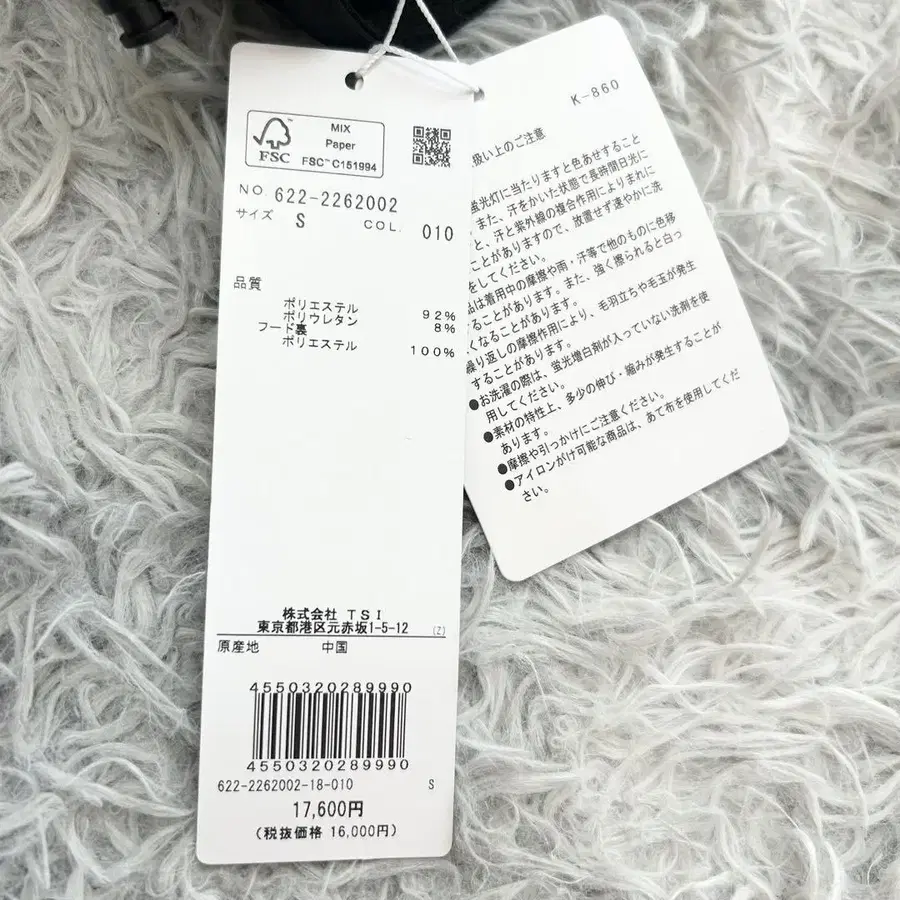 MIX
Paper
FSC™ C151994
FSC
NO 622-2262002
サイズ S COL. 010
品質
ポリエステル 92%
ポリウレタン 8%
フード裏
ポリエステル 100%
株式会社 TSI
東京都港区元赤坂1-5-12 (Z)
原産地 中国
4550320289990
4550320289990
622-2262002-18-010 S
17,600円
(税抜価格 16,000円)
K-860
扱い上のご注意
蛍光灯に当たりますと色あせすること
また、汗をかいた状態で長時間日光に
と、汗と紫外線の複合作用によりまれに
ことがありますので、放置せず速やかに洗
をしてください。
品は着用中の摩擦や雨・汗等で他のものに色移
ることがあります。また、強く擦られると白っ
くなることがあります。
繰り返しの摩擦作用により、毛羽立ちや毛玉が発生
することがあります。
●お洗濯の際は、蛍光増白剤が入っていない洗剤を使
用してください。
●素材の特性上、多少の伸び・縮みが発生することが
あります。
●摩擦や引っかけにご注意ください。
●アイロンがけ可能な商品は、あて布を使用してくだ
さい。